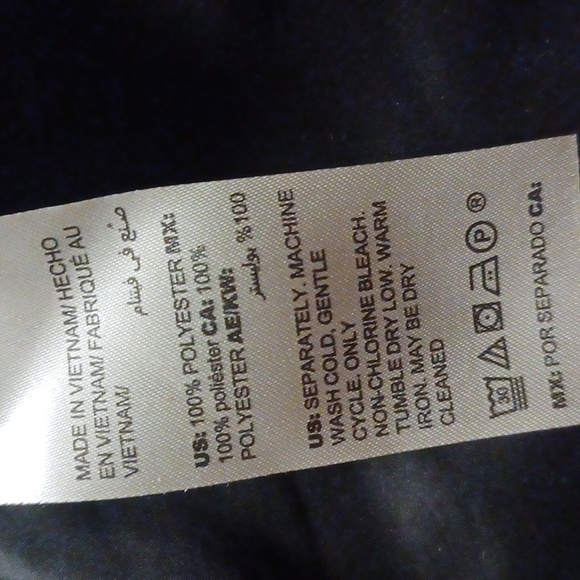 MADE IN VIETNAM/ HECHO
EN VIETNAM/ FABRIQUÉ AU
VIETNAM/ صنع في فيتنام
US: 100% POLYESTER MX:
100% poliéster CA: 100%
POLYESTER AE/KW:
100% بوليستر
US: SEPARATELY. MACHINE
WASH COLD, GENTLE
CYCLE. ONLY
NON-CHLORINE BLEACH.
TUMBLE DRY LOW. WARM
IRON. MAY BE DRY
CLEANED
30 P ®
MX: POR SEPARADO CA: